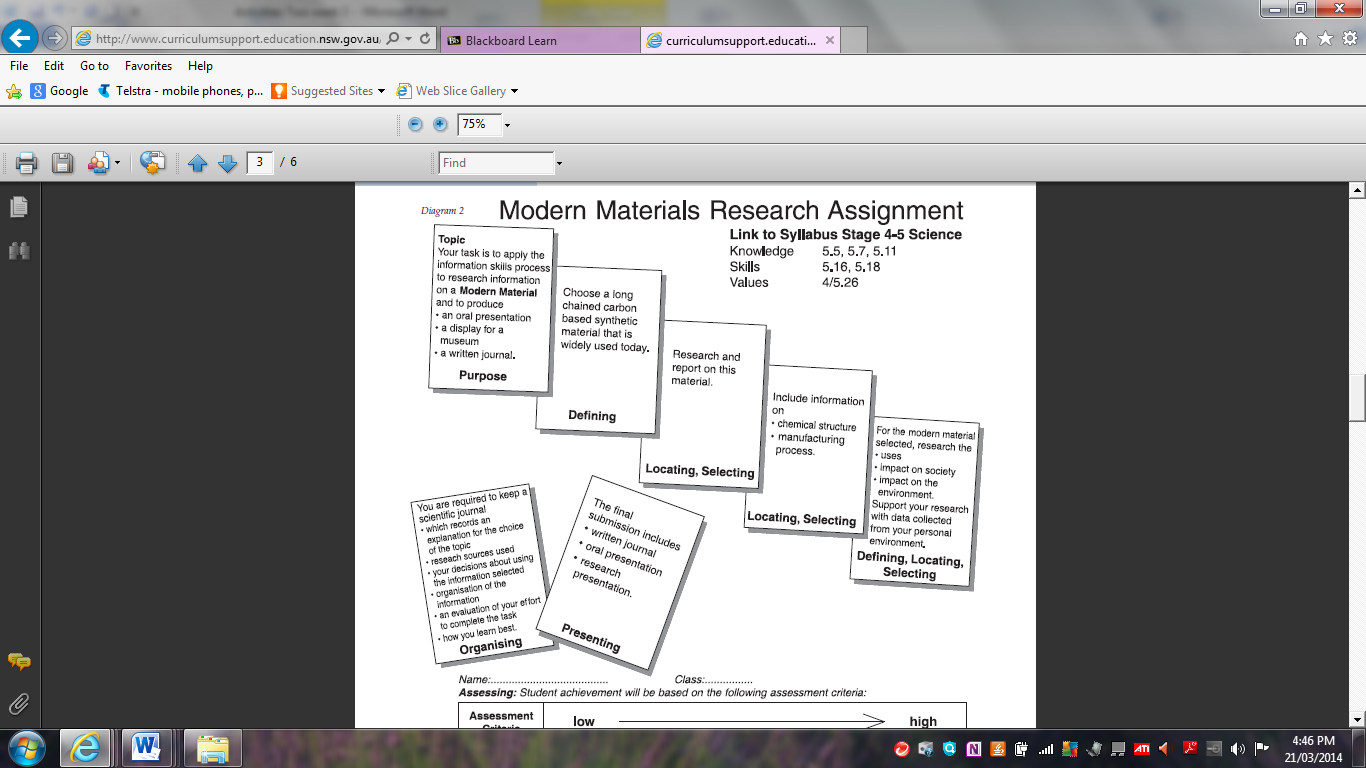 Activities Two week 3 - Microsoft Word
http://www.curriculumsupport.education.nsw.gov.au
Blackboard Learn
curriculumsupport.educati...
File Edit Go to Favorites Help
Google Telstra - mobile phones, p... Suggested Sites Web Slice Gallery
75%
3 / 6
Find
Diagram 2
Modern Materials Research Assignment
Link to Syllabus Stage 4-5 Science
Knowledge 5.5, 5.7, 5.11
Skills 5.16, 5.18
Values 4/5.26
Topic
Your task is to apply the
information skills process
to research information
on a Modern Material
and to produce
• an oral presentation
• a display for a
museum
• a written journal.
Purpose
Choose a long
chained carbon
based synthetic
material that is
widely used today.
Defining
Research and
report on this
material.
Locating, Selecting
Include information
on
• chemical structure
• manufacturing
process.
Locating, Selecting
For the modern material
selected, research the
• uses
• impact on society
• impact on the
environment.
Support your research
with data collected
from your personal
environment.
Defining, Locating,
Selecting
You are required to keep a
scientific journal
• which records an
explanation for the choice
of the topic
• reseach sources used
• your decisions about using
the information selected
• organisation of the
information
• an evaluation of your effort
to complete the task
• how you learn best.
Organising
The final
submission includes
• written journal
• oral presentation
• research
presentation.
Presenting
Name:.................................... Class:...............
Assessing: Student achievement will be based on the following assessment criteria:
Assessment
Criteria
low high
4:46 PM
21/03/2014